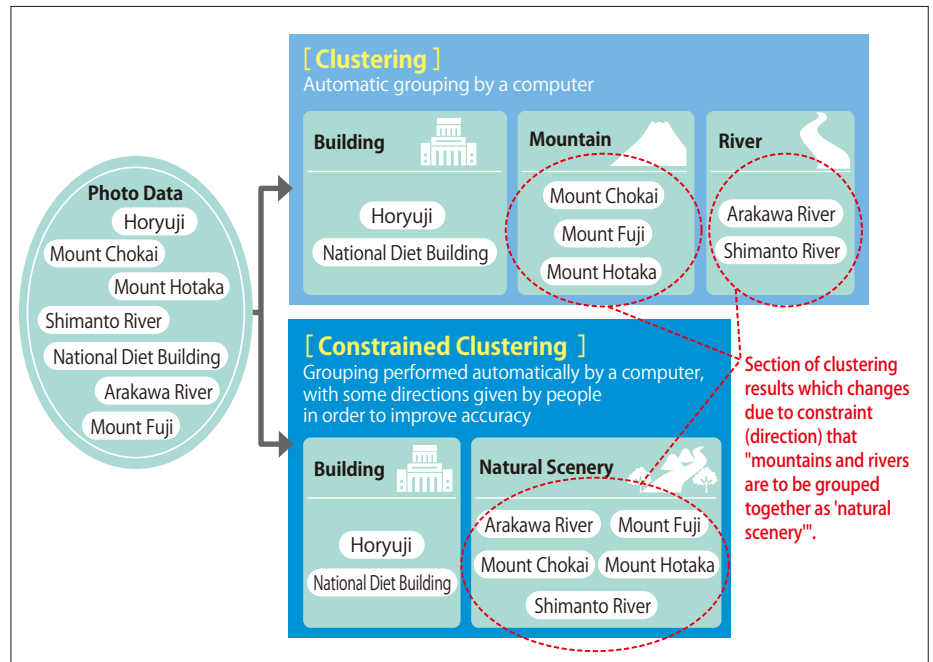 Photo Data
Horyuji
Mount Chokai
Mount Hotaka
Shimanto River
National Diet Building
Arakawa River
Mount Fuji
[ Clustering ]
Automatic grouping by a computer
Building
Horyuji
National Diet Building
Mountain
Mount Chokai
Mount Fuji
Mount Hotaka
River
Arakawa River
Shimanto River
[ Constrained Clustering ]
Grouping performed automatically by a computer,
with some directions given by people
in order to improve accuracy
Building
Horyuji
National Diet Building
Natural Scenery
Arakawa River
Mount Fuji
Mount Chokai
Mount Hotaka
Shimanto River
Section of clustering
results which changes
due to constraint
(direction) that
"mountains and rivers
are to be grouped
together as 'natural
scenery'".